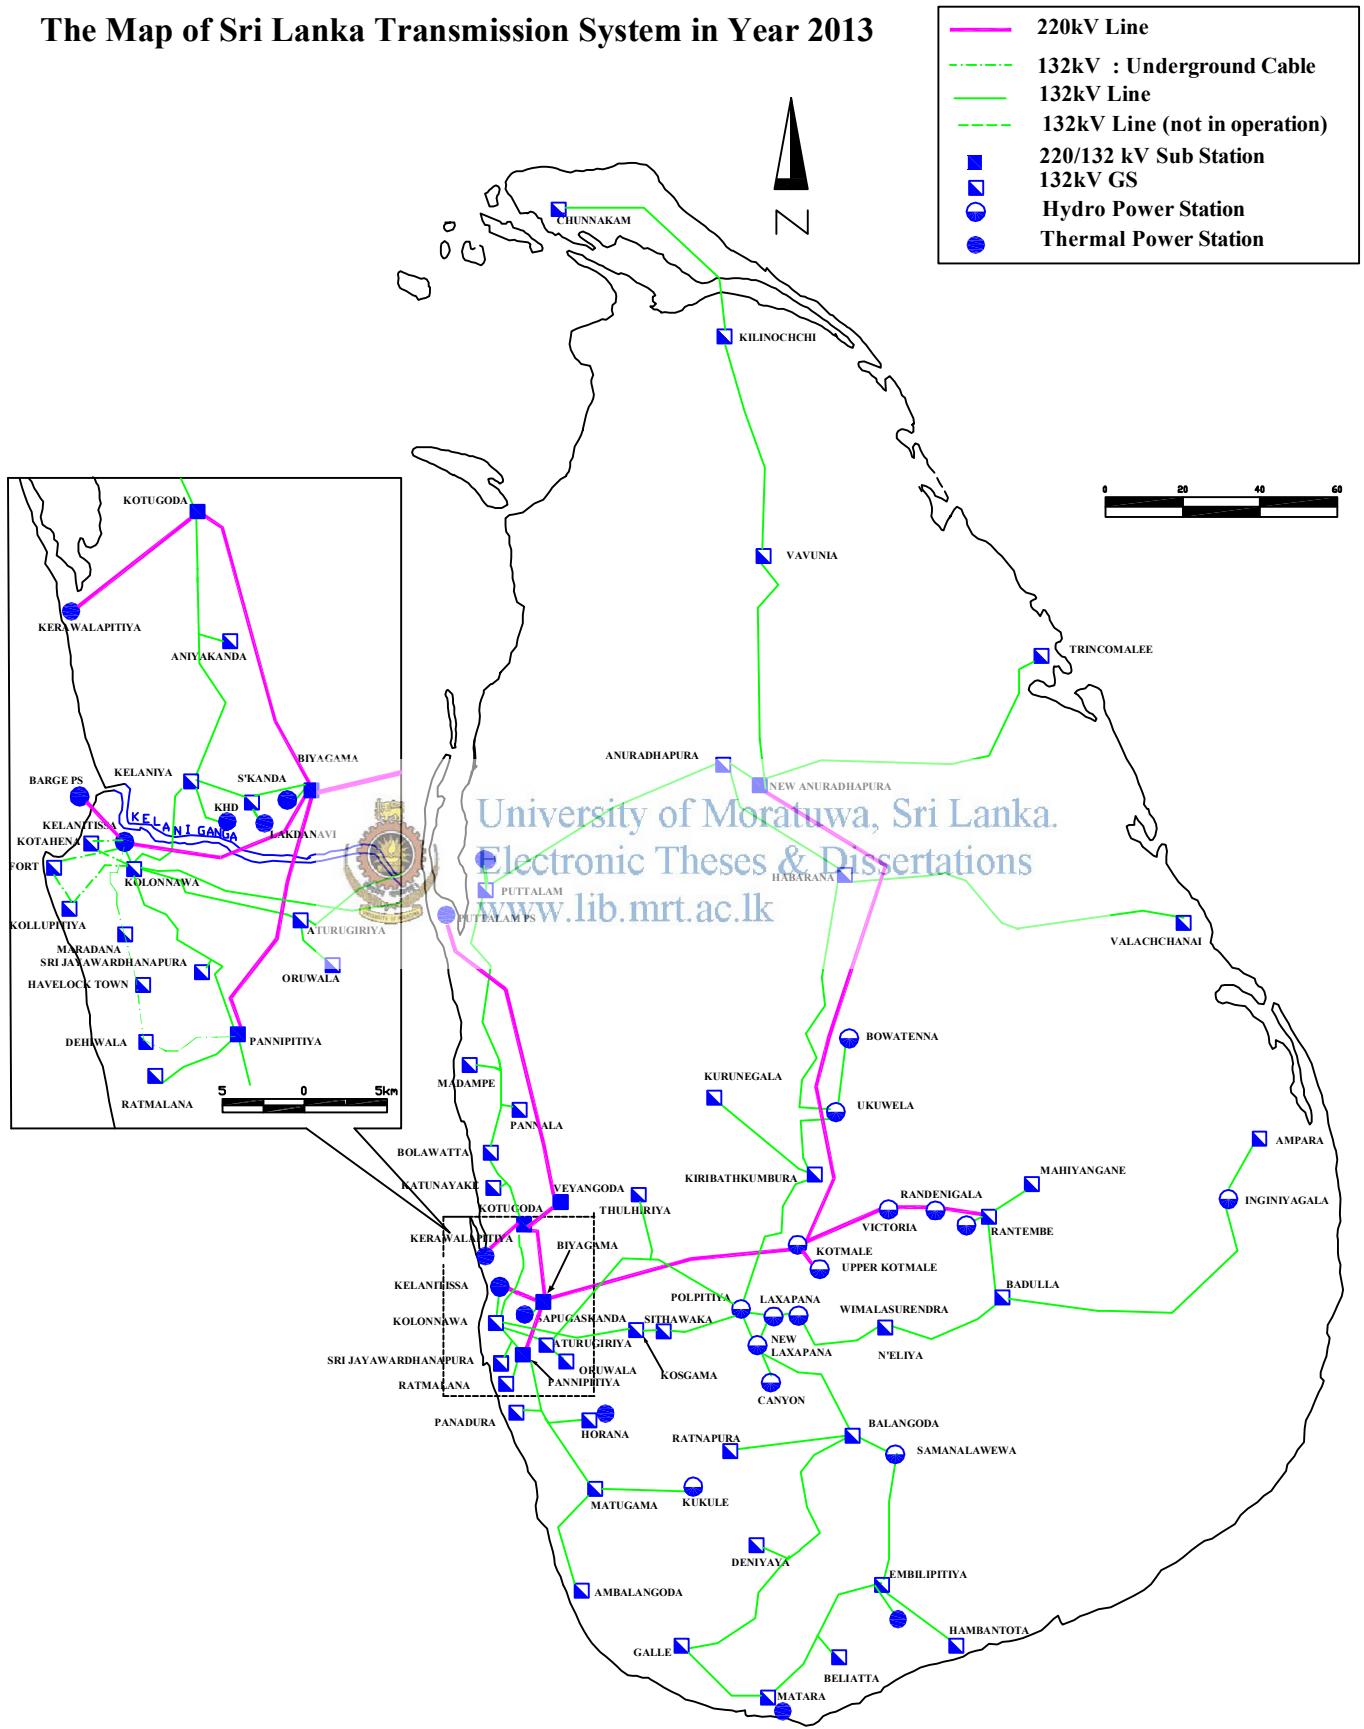 The Map of Sri Lanka Transmission System in Year 2013
220kV Line
132kV : Underground Cable
132kV Line
132kV Line (not in operation)
220/132 kV Sub Station
132kV GS
Hydro Power Station
Thermal Power Station
N
CHUNNAKAM
KILINOCHCHI
0 20 40 60
VAVUNIA
TRINCOMALEE
ANURADHAPURA
NEW ANURADHAPURA
HABARANA
PUTTALAM
PUTTALAM PS
VALACHCHANAI
University of Moratuwa, Sri Lanka.
Electronic Theses & Dissertations
www.lib.mrt.ac.lk
KOTUGODA
KERAWALAPITIYA
ANIYAKANDA
BIYAGAMA
KELANIYA
S'KANDA
BARGE PS
KHD
LAKDANAVI
KELANI GANGA
KELANITISSA
KOTAHENA
FORT
KOLONNAWA
KOLLUPITIYA
MARADANA
ATURUGIRIYA
SRI JAYAWARDHANAPURA
HAVELOCK TOWN
ORUWALA
DEHIWALA
PANNIPITIYA
RATMALANA
5 0 5km
BOWATENNA
MADAMPE
KURUNEGALA
UKUWELA
PANNALA
AMPARA
BOLAWATTA
KIRIBATHKUMBURA
MAHIYANGANE
KATUNAYAKE
VEYANGODA
THULHIRIYA
RANDENIGALA
INGINIYAGALA
KOTUGODA
VICTORIA
RANTEMBE
KERAWALAPITIYA
BIYAGAMA
KOTMALE
UPPER KOTMALE
KELANITISSA
BADULLA
POLPITIYA
LAXAPANA
WIMALASURENDRA
KOLONNAWA
SAPUGASKANDA
SITHAWAKA
NEW
LAXAPANA
N'ELIYA
ATURUGIRIYA
SRI JAYAWARDHANAPURA
ORUWALA
KOSGAMA
RATMALANA
PANNIPITIYA
CANYON
PANADURA
HORANA
RATNAPURA
BALANGODA
SAMANALAWEWA
MATUGAMA
KUKULE
DENIYAYA
EMBILIPITIYA
AMBALANGODA
HAMBANTOTA
GALLE
BELIATTA
MATARA